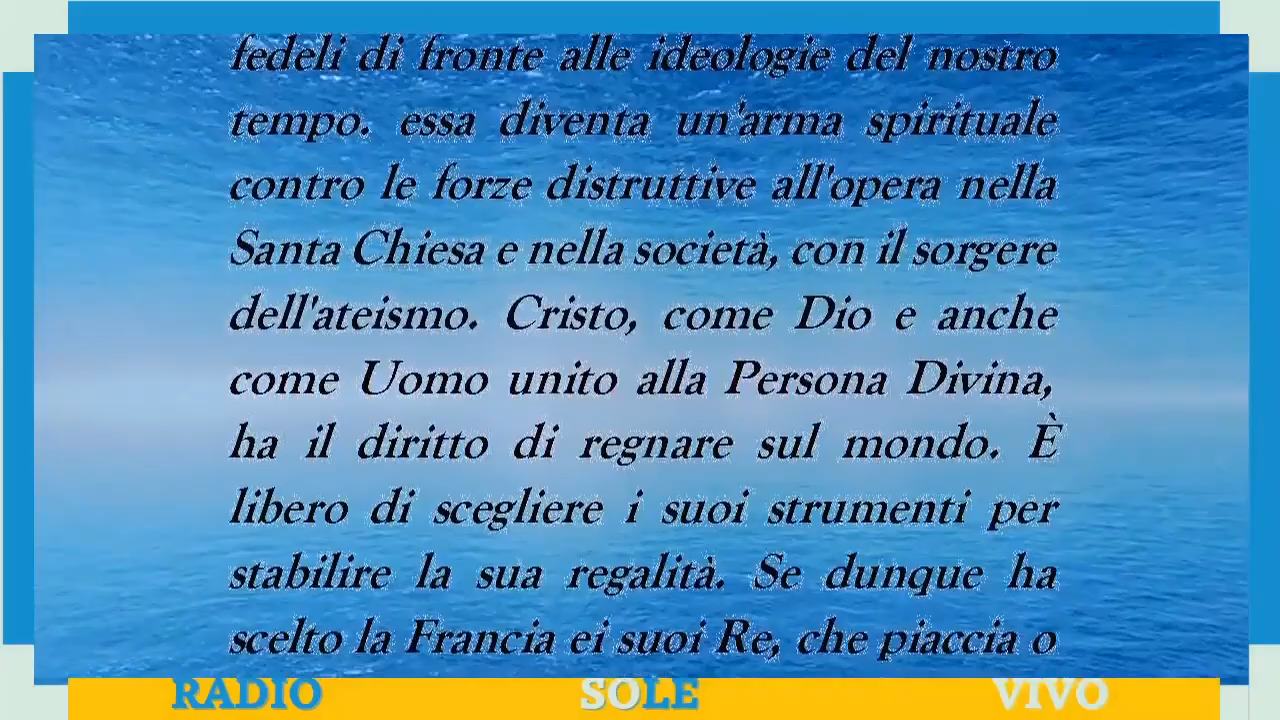 fedeli di fronte alle ideologie del nostro
tempo. essa diventa un'arma spirituale
contro le forze distruttive all'opera nella
Santa Chiesa e nella società, con il sorgere
dell'ateismo. Cristo, come Dio e anche
come Uomo unito alla Persona Divina,
ha il diritto di regnare sul mondo. È
libero di scegliere i suoi strumenti per
stabilire la sua regalità. Se dunque ha
scelto la Francia ei suoi Re, che piaccia o
RADIO SOLE VIVO